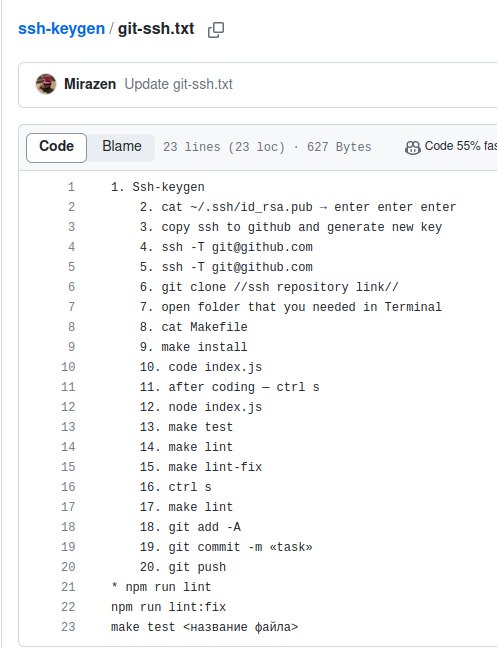 ssh-keygen / git-ssh.txt
Mirazen Update git-ssh.txt
Code Blame 23 lines (23 loc) · 627 Bytes Code 55% fas
1 1. Ssh-keygen
2 2. cat ~/.ssh/id_rsa.pub → enter enter enter
3 3. copy ssh to github and generate new key
4 4. ssh -T git@github.com
5 5. ssh -T git@github.com
6 6. git clone //ssh repository link//
7 7. open folder that you needed in Terminal
8 8. cat Makefile
9 9. make install
10 10. code index.js
11 11. after coding — ctrl s
12 12. node index.js
13 13. make test
14 14. make lint
15 15. make lint-fix
16 16. ctrl s
17 17. make lint
18 18. git add -A
19 19. git commit -m «task»
20 20. git push
21 * npm run lint
22 npm run lint:fix
23 make test <название файла>